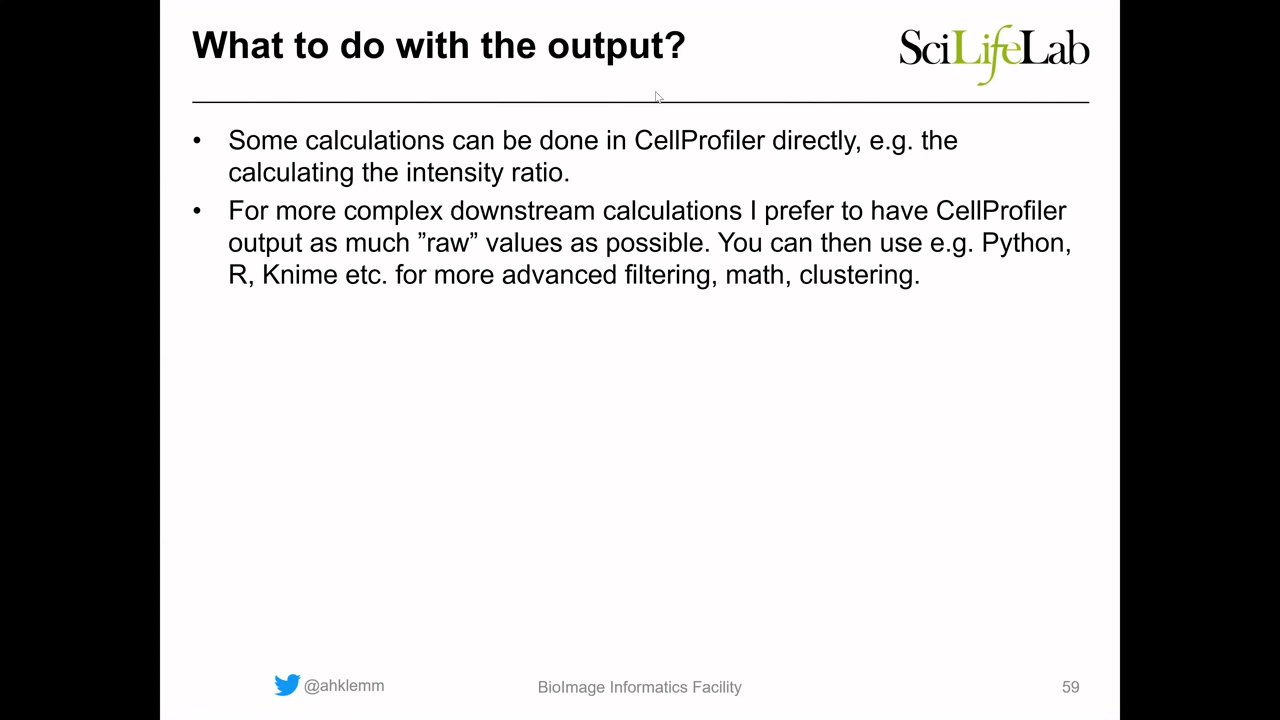 What to do with the output?
SciLifeLab
• Some calculations can be done in CellProfiler directly, e.g. the
calculating the intensity ratio.
• For more complex downstream calculations I prefer to have CellProfiler
output as much ”raw” values as possible. You can then use e.g. Python,
R, Knime etc. for more advanced filtering, math, clustering.
@ahklemm
BioImage Informatics Facility
59